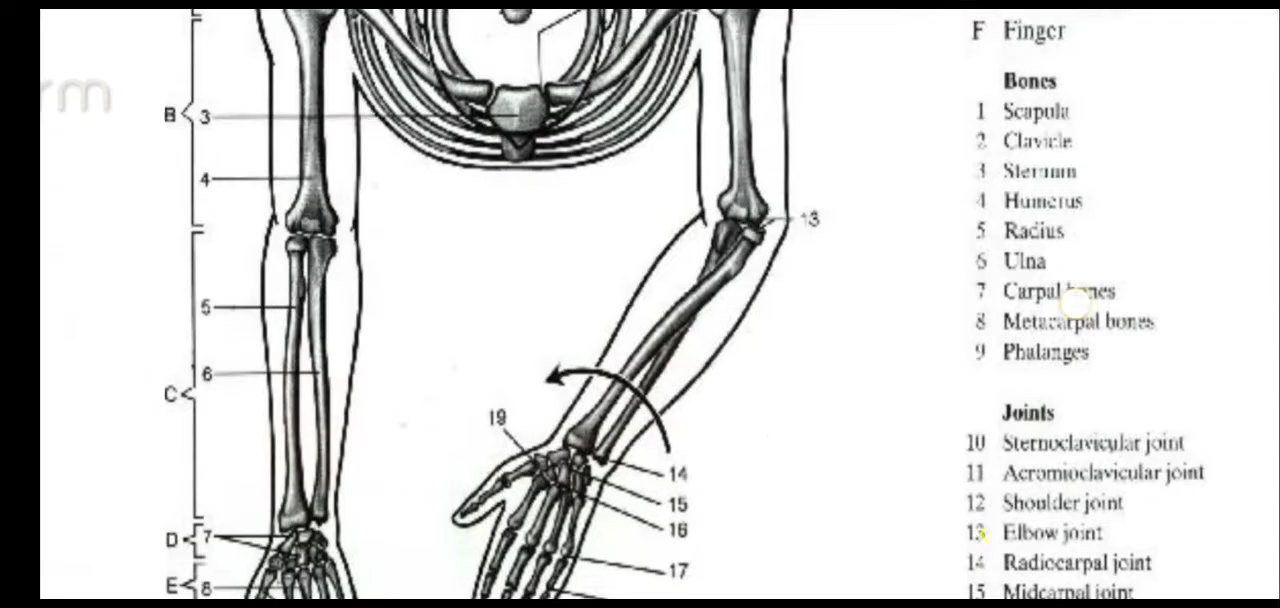 rm
F Finger
Bones
1 Scapula
2 Clavicle
3 Sternum
4 Humerus
5 Radius
6 Ulna
7 Carpal bones
8 Metacarpal bones
9 Phalanges
Joints
10 Sternoclavicular joint
11 Acromioclavicular joint
12 Shoulder joint
13 Elbow joint
14 Radiocarpal joint
15 Midcarpal joint
B 3
4
13
5
6
C
19
14
15
16
D 7
17
E 8